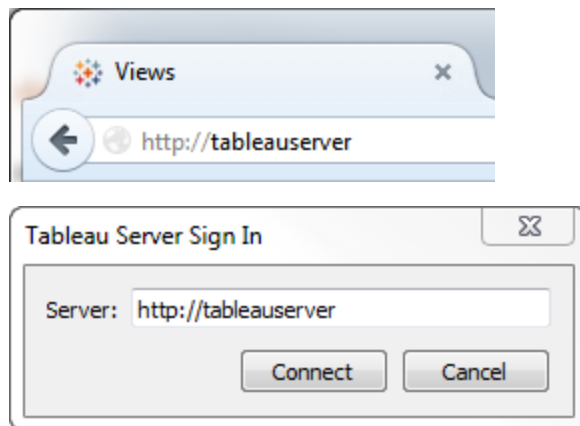 Views
http://tableauserver
Tableau Server Sign In
Server: http://tableauserver
Connect Cancel